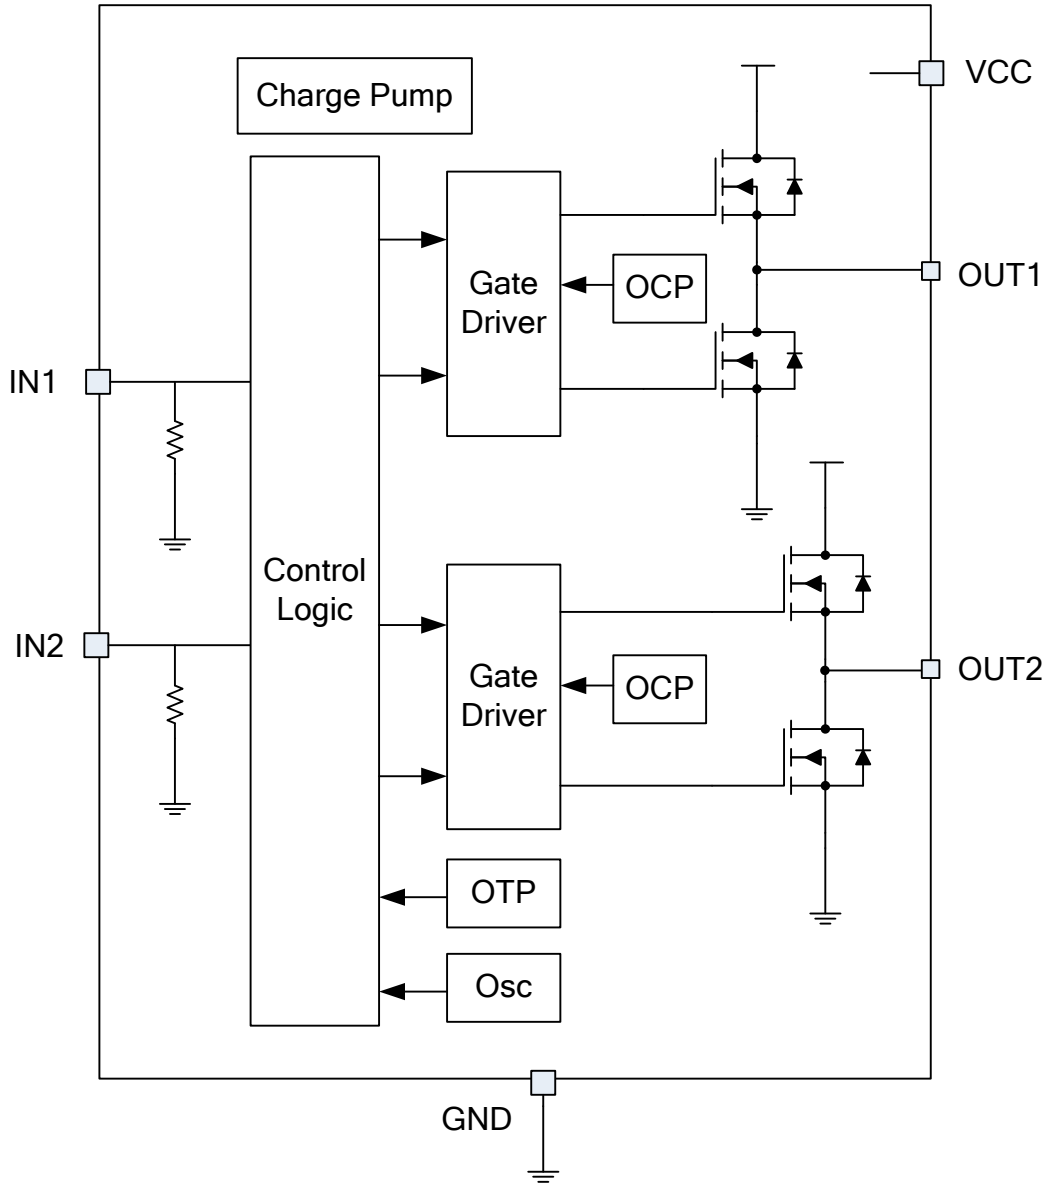 Charge Pump
VCC
Gate
Driver
OCP
OUT1
IN1
Control
Logic
IN2
Gate
Driver
OCP
OUT2
OTP
Osc
GND